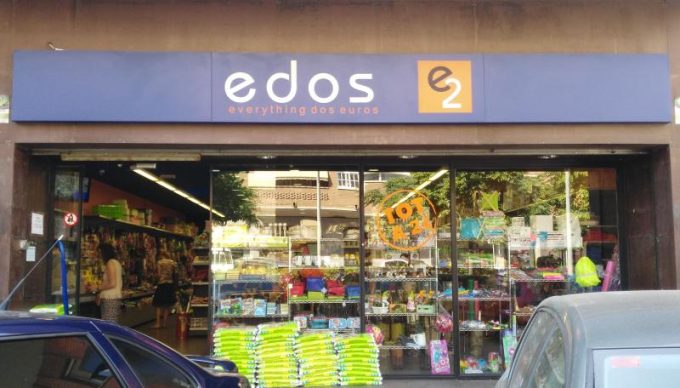 edos
everything dos euros
e2
TOT
A 2€